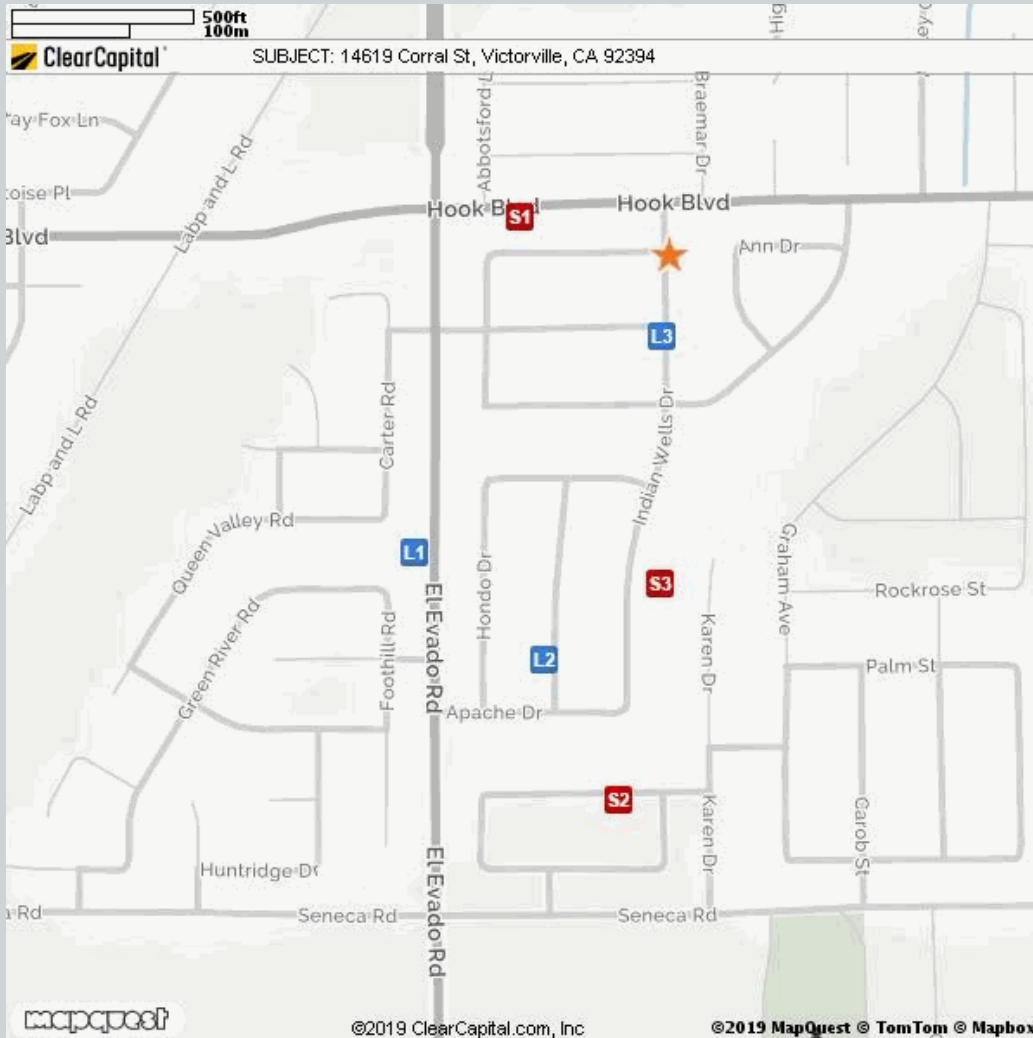 500ft
100m
ClearCapital
SUBJECT: 14619 Corral St, Victorville, CA 92394
ay Fox Ln
Labp and L Rd
Abbotsford L
Braemar Dr
oise Pl
Hook Blvd
S1
Hook Blvd
Blvd
Ann Dr
L3
Labp and L Rd
Carter Rd
Indian Wells Dr
Queen Valley Rd
L1
Graham Ave
S3
Rockrose St
Green River Rd
Foothill Rd
El Evado Rd
Hondo Dr
Karen Dr
L2
Palm St
Apache Dr
S2
Karen Dr
Carob St
El Evado Rd
Huntridge Dr
a Rd
Seneca Rd
Seneca Rd
mapquest
©2019 ClearCapital.com, Inc
©2019 MapQuest © TomTom © Mapbox